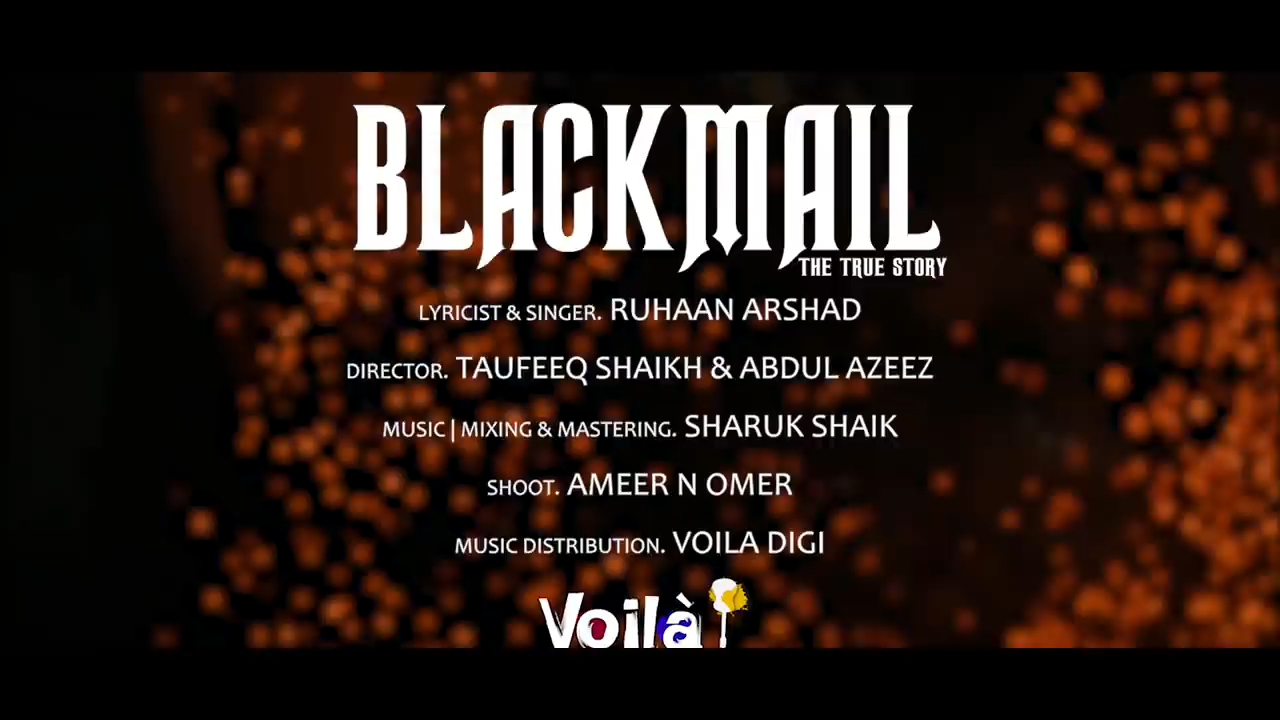 BLACKMAIL
THE TRUE STORY
LYRICIST & SINGER. RUHAAN ARSHAD
DIRECTOR. TAUFEEQ SHAIKH & ABDUL AZEEZ
MUSIC | MIXING & MASTERING. SHARUK SHAIK
SHOOT. AMEER N OMER
MUSIC DISTRIBUTION. VOILA DIGI
Voilà